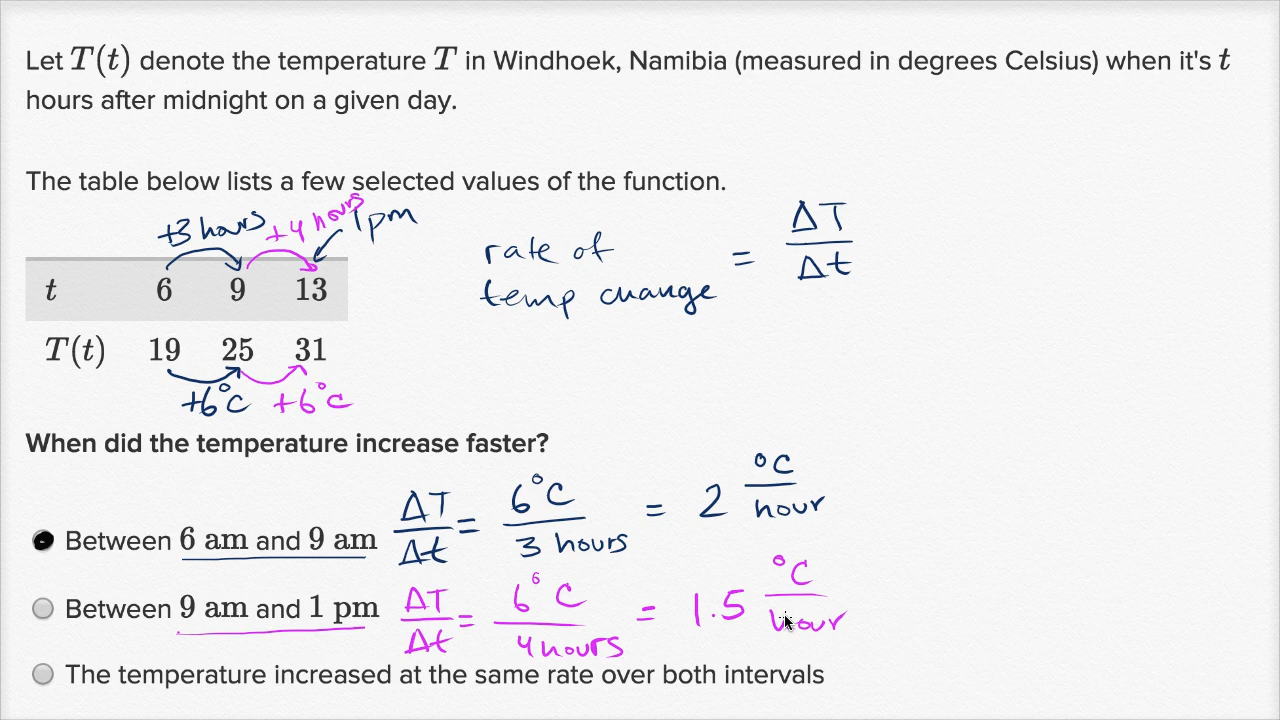 Let T(t) denote the temperature T in Windhoek, Namibia (measured in degrees Celsius) when it's t
hours after midnight on a given day.
The table below lists a few selected values of the function.
+3 hours +4 hours 1pm
t 6 9 13
T(t) 19 25 31
+6°C +6°C
rate of temp change = ΔT/Δt
When did the temperature increase faster?
Between 6 am and 9 am ΔT/Δt = 6°C/3 hours = 2 °C/hour
Between 9 am and 1 pm ΔT/Δt = 6°C/4 hours = 1.5 °C/hour
The temperature increased at the same rate over both intervals